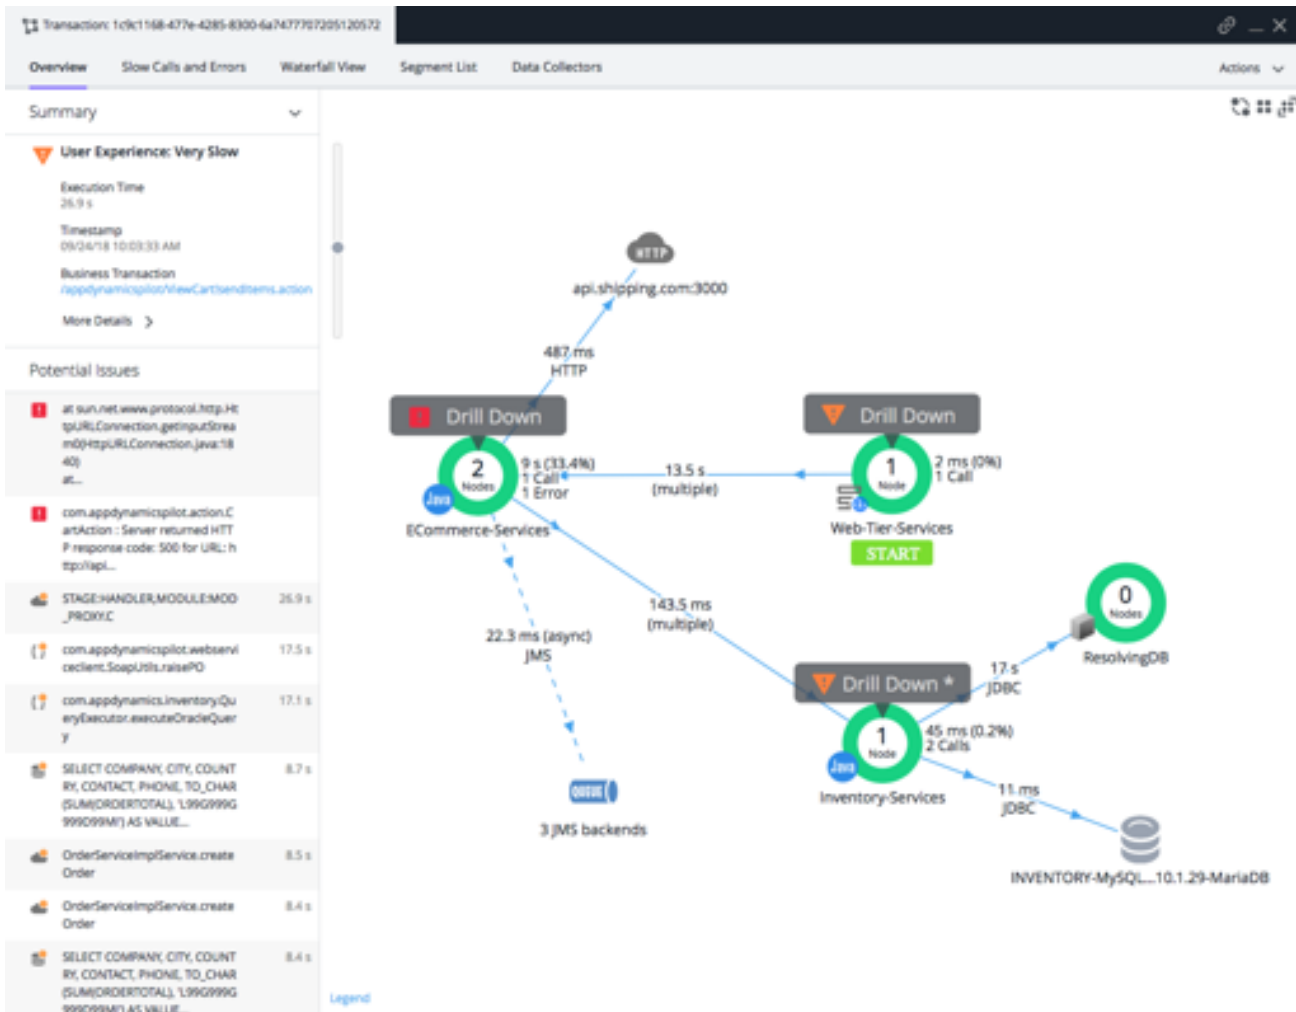 Transaction: 1c9c1168-477e-4285-8300-6a7477707205120572
Overview
Slow Calls and Errors
Waterfall View
Segment List
Data Collectors
Actions
Summary
User Experience: Very Slow
Execution Time
26.9 s
Timestamp
09/24/18 10:03:33 AM
Business Transaction
/appdynamicspilot/ViewCart!sendItems.action
More Details
Potential Issues
at sun.net.www.protocol.http.Ht
tpURLConnection.getInputStrea
m0(HttpURLConnection.java:18
40)
at...
com.appdynamicspilot.action.C
artAction : Server returned HTT
P response code: 500 for URL: h
ttp://api...
STAGE:HANDLER,MODULE:MOD
_PROXY.C
26.9 s
com.appdynamicspilot.webservi
ceclient.SoapUtils.raisePO
17.5 s
com.appdynamics.inventory.Qu
eryExecutor.executeOracleQuer
y
17.1 s
SELECT COMPANY, CITY, COUNT
RY, CONTACT, PHONE, TO_CHAR
(SUM(ORDERTOTAL), 'L99G999G
999D99MI') AS VALUE...
8.7 s
OrderServiceImplService.create
Order
8.5 s
OrderServiceImplService.create
Order
8.4 s
SELECT COMPANY, CITY, COUNT
RY, CONTACT, PHONE, TO_CHAR
(SUM(ORDERTOTAL), 'L99G999G
999D99MI') AS VALUE...
8.4 s
HTTP
api.shipping.com:3000
487 ms
HTTP
Drill Down
2
Nodes
9 s (33.4%)
1 Call
1 Error
Java
ECommerce-Services
13.5 s
(multiple)
Drill Down
1
Node
2 ms (0%)
1 Call
Web-Tier-Services
START
143.5 ms
(multiple)
22.3 ms (async)
JMS
QUEUE
3 JMS backends
0
Nodes
ResolvingDB
17 s
JDBC
Drill Down *
1
Node
45 ms (0.2%)
2 Calls
Java
Inventory-Services
11 ms
JDBC
INVENTORY-MySQL...10.1.29-MariaDB
Legend